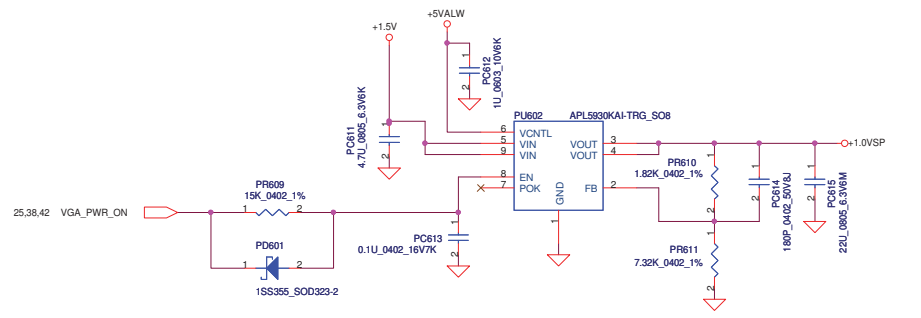 +1.5V
+5VALW
1
2
PC612
1U_0603_10V6K
1
2
PC611
4.7U_0805_6.3V6K
PU602
APL5930KAI-TRG_SO8
6
VCNTL
5
VIN
9
VIN
VOUT
3
VOUT
4
8
EN
7
POK
FB
2
GND
1
+1.0VSP
PR610
1.82K_0402_1%
1
2
1
2
PC614
180P_0402_50V8J
1
2
PC615
22U_0805_6.3V6M
PR609
15K_0402_1%
25,38,42 VGA_PWR_ON
1
2
1
2
PC613
0.1U_0402_16V7K
PD601
1
2
1SS355_SOD323-2
PR611
7.32K_0402_1%
1
2